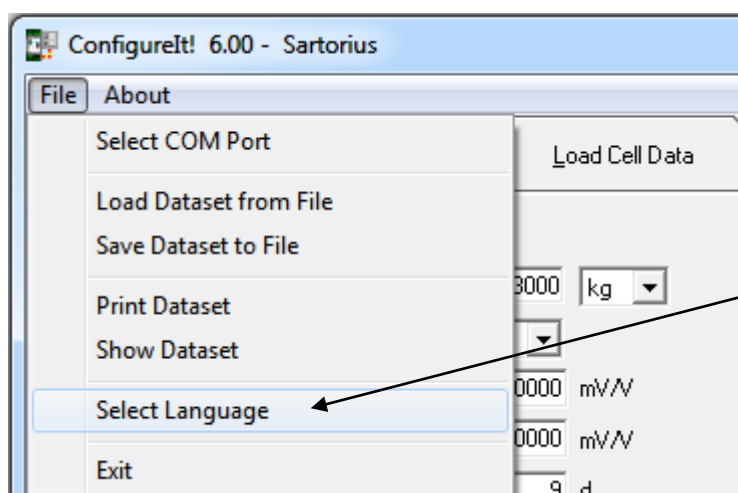 ConfigureIt! 6.00 - Sartorius
File About
Select COM Port
Load Cell Data
Load Dataset from File
Save Dataset to File
kg
Print Dataset
Show Dataset
mV/V
Select Language
mV/V
Exit
9 d